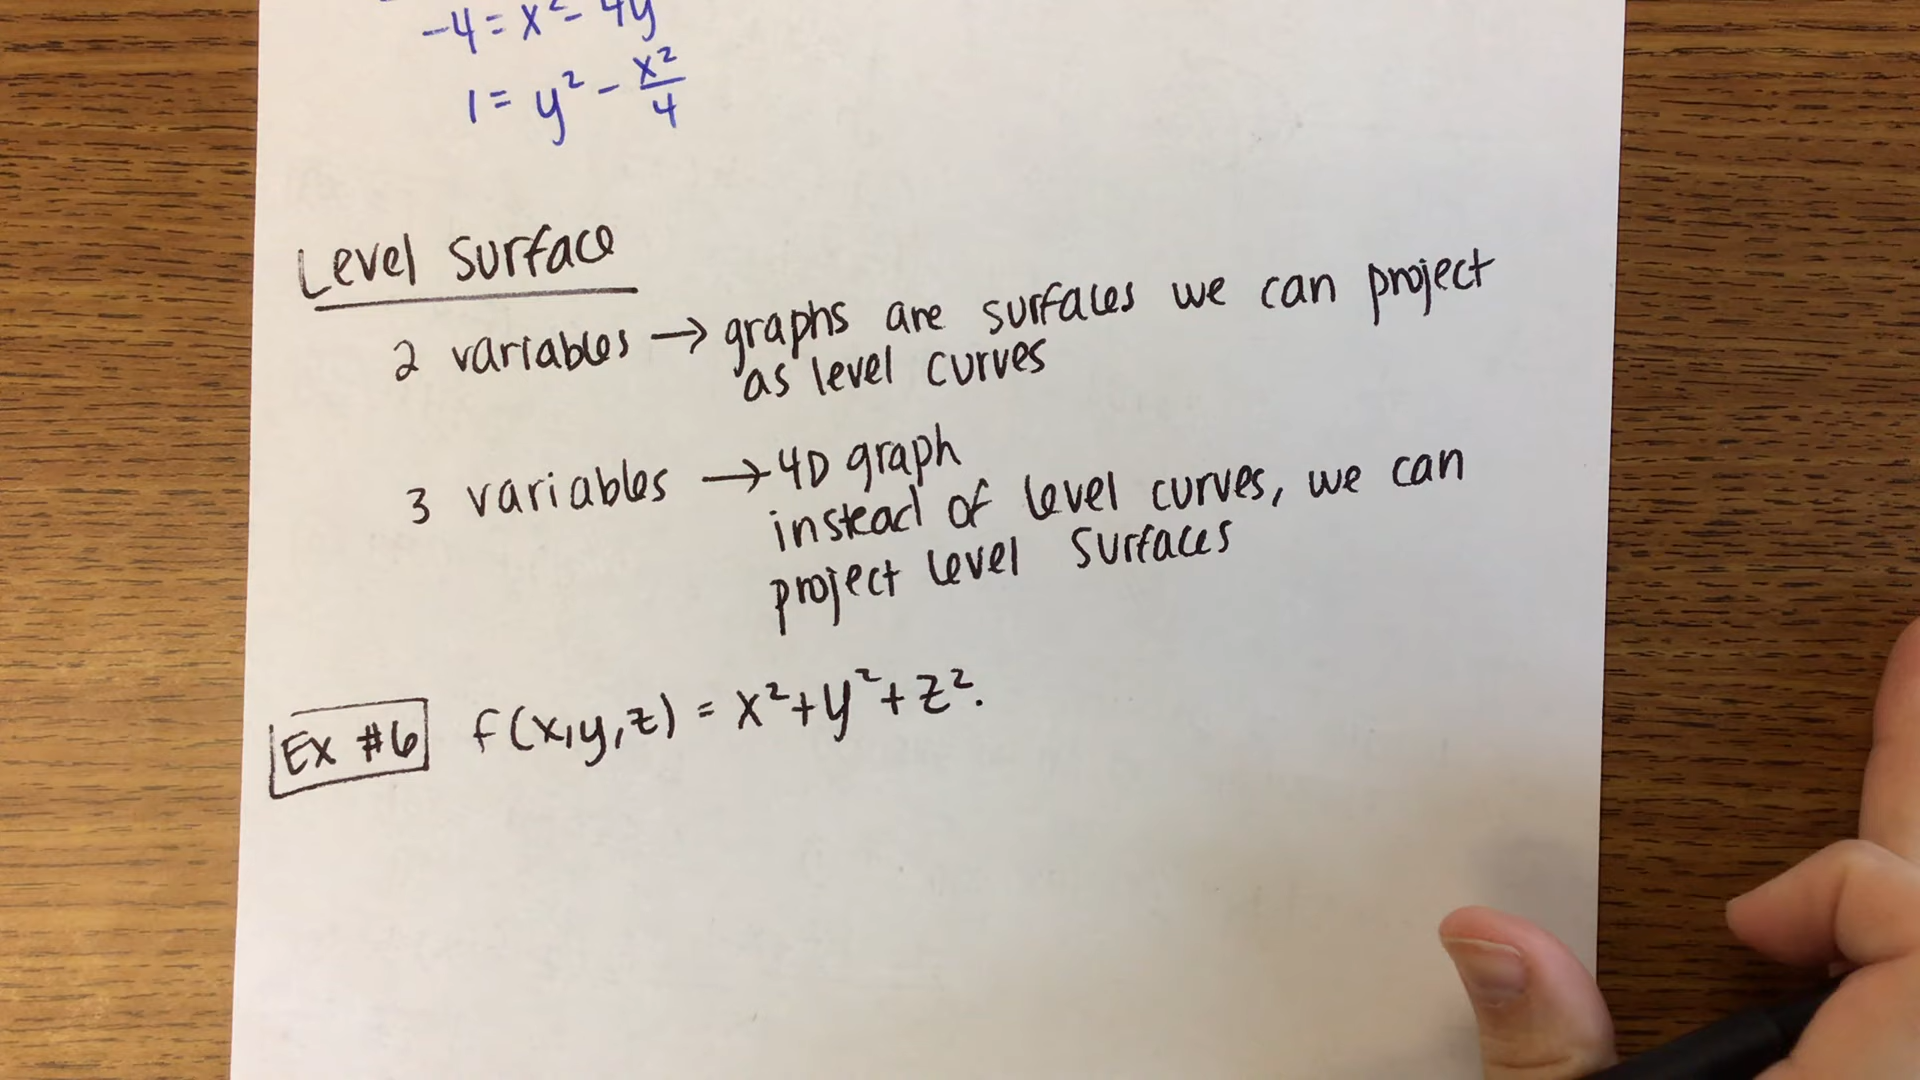 -4 = x² - 4y
1 = y² - x²/4
Level surface
2 variables → graphs are surfaces we can project
as level curves
3 variables → 4D graph
instead of level curves, we can
project level surfaces
Ex #6 f(x,y,z) = x²+y²+z².